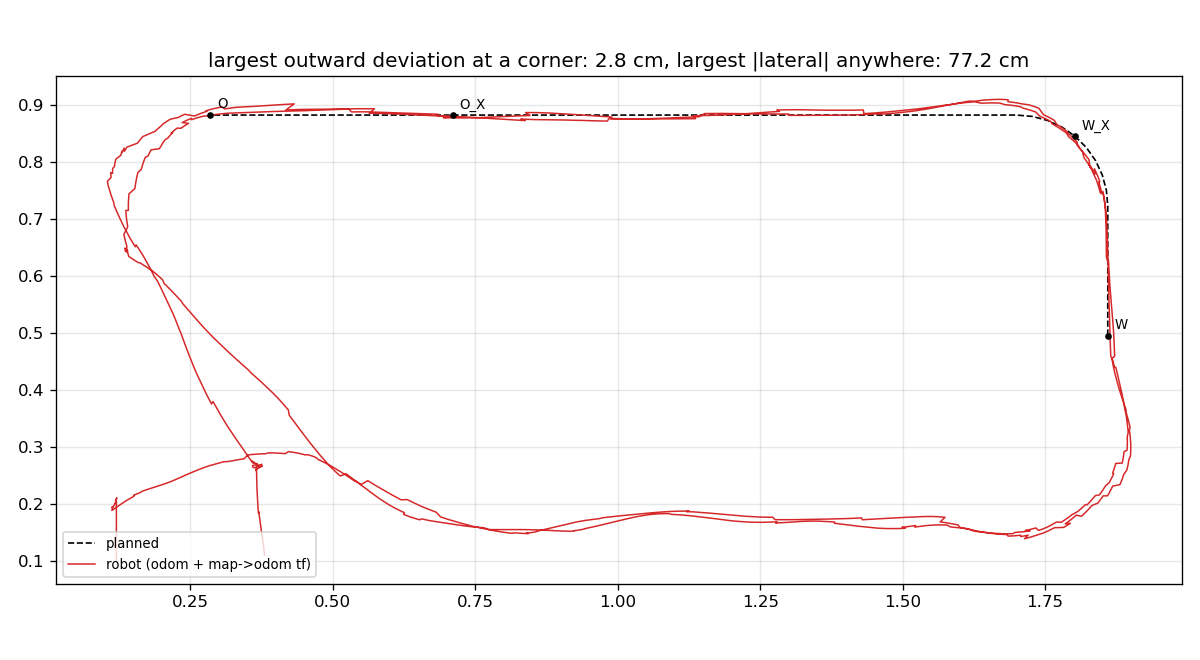 largest outward deviation at a corner: 2.8 cm, largest |lateral| anywhere: 77.2 cm
0.9
O
O_X
W_X
0.8
0.7
0.6
0.5
W
0.4
0.3
0.2
0.1
planned
robot (odom + map->odom tf)
0.25
0.50
0.75
1.00
1.25
1.50
1.75